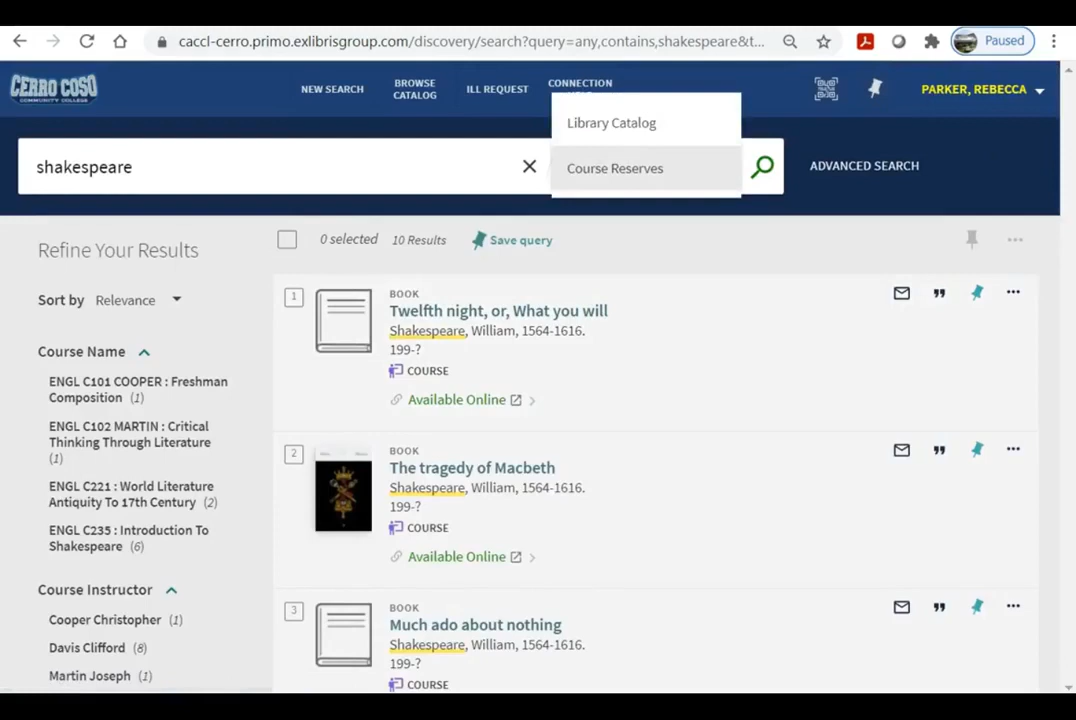 caccl-cerro.primo.exlibrisgroup.com/discovery/search?query=any,contains,shakespeare&t...
Paused
CERRO COSO
COMMUNITY COLLEGE
NEW SEARCH
BROWSE
CATALOG
ILL REQUEST
CONNECTION
PARKER, REBECCA
Library Catalog
Course Reserves
shakespeare
ADVANCED SEARCH
Refine Your Results
0 selected
10 Results
Save query
Sort by Relevance
Course Name
ENGL C101 COOPER : Freshman
Composition (1)
ENGL C102 MARTIN : Critical
Thinking Through Literature
(1)
ENGL C221 : World Literature
Antiquity To 17th Century (2)
ENGL C235 : Introduction To
Shakespeare (6)
Course Instructor
Cooper Christopher (1)
Davis Clifford (8)
Martin Joseph (1)
1
BOOK
Twelfth night, or, What you will
Shakespeare, William, 1564-1616.
199-?
COURSE
Available Online
2
BOOK
The tragedy of Macbeth
Shakespeare, William, 1564-1616.
199-?
COURSE
Available Online
3
BOOK
Much ado about nothing
Shakespeare, William, 1564-1616.
199-?
COURSE